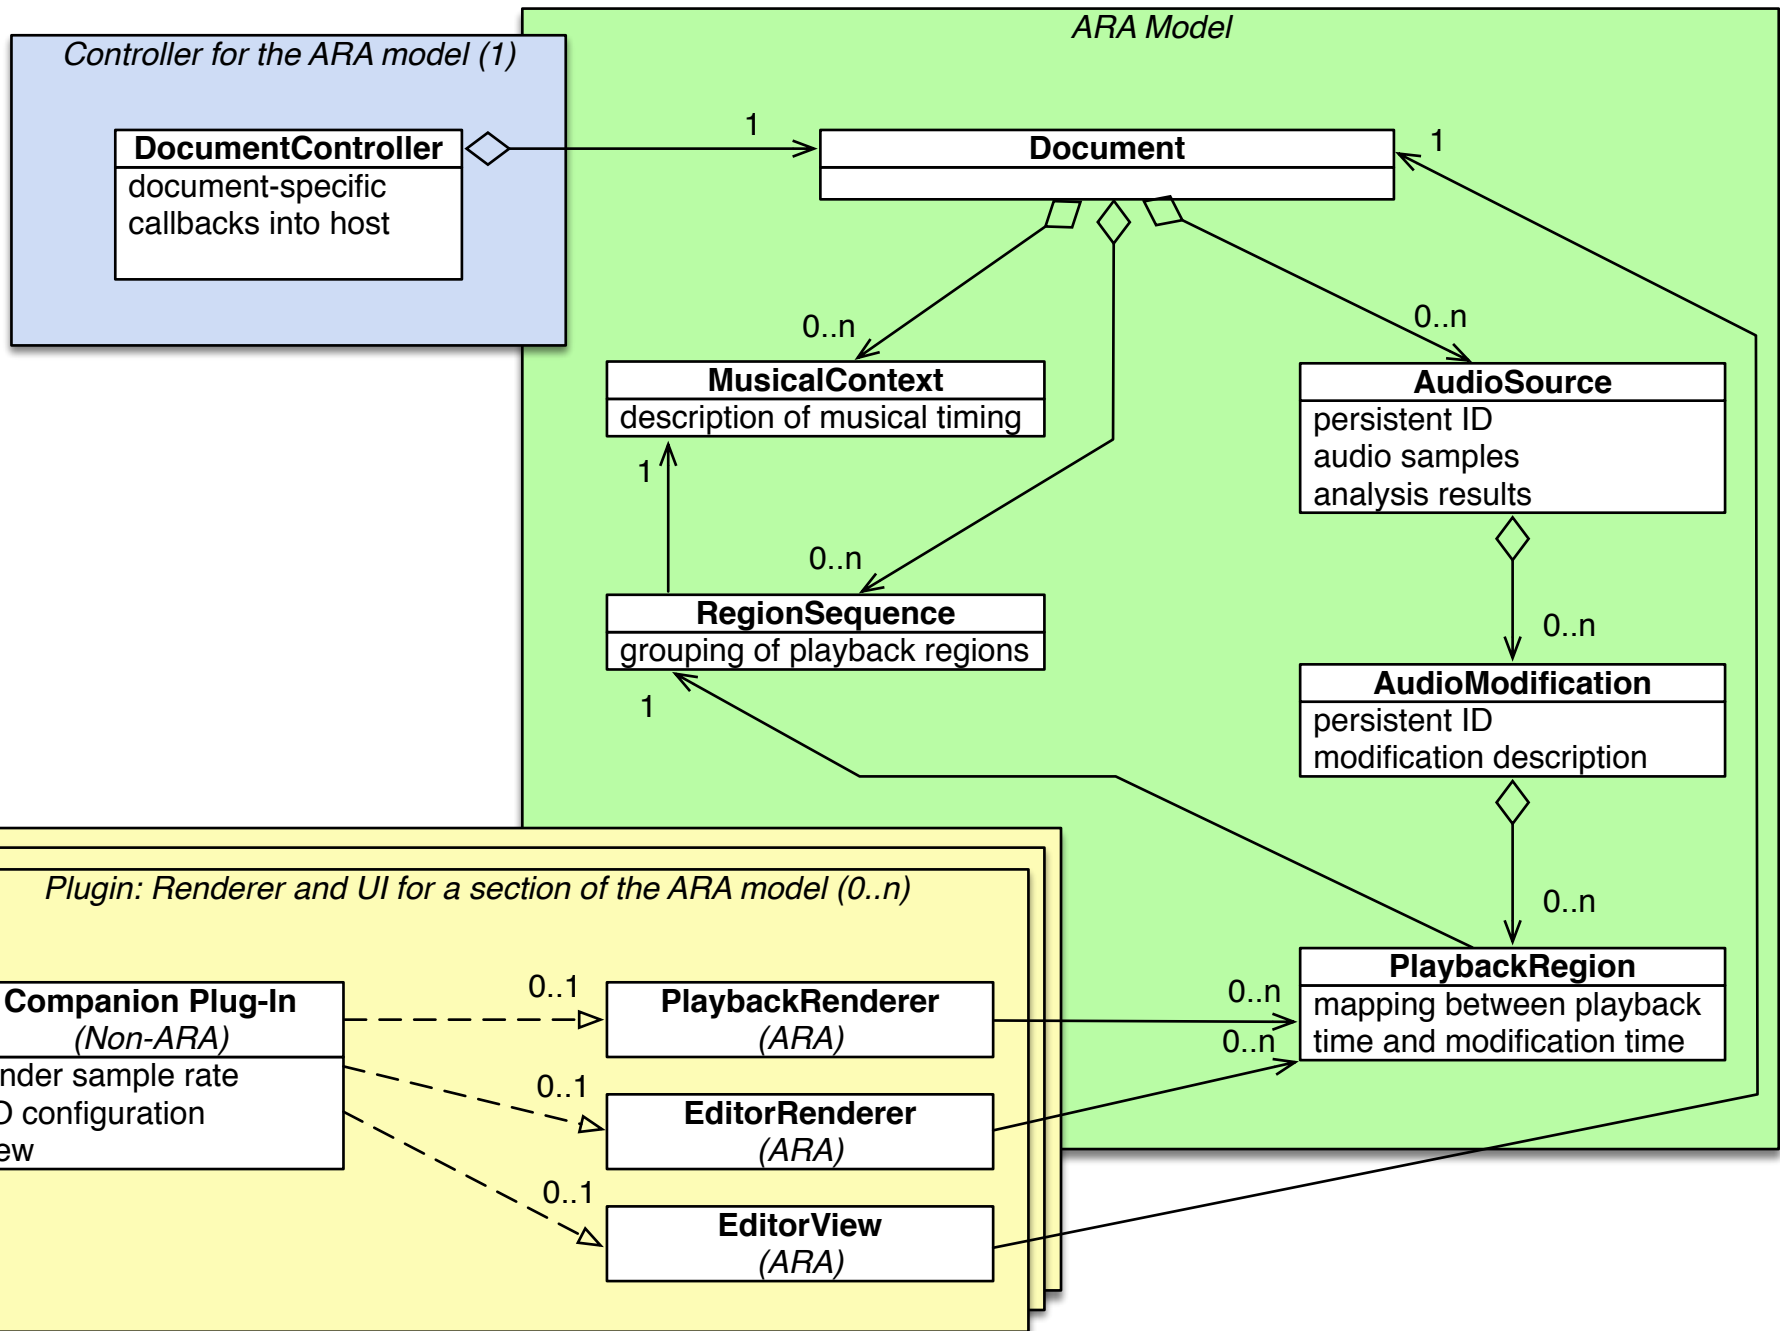 ARA Model
Controller for the ARA model (1)
DocumentController
document-specific
callbacks into host
1
Document
1
0..n
0..n
MusicalContext
description of musical timing
AudioSource
persistent ID
audio samples
analysis results
1
0..n
RegionSequence
grouping of playback regions
1
0..n
AudioModification
persistent ID
modification description
0..n
Plugin: Renderer and UI for a section of the ARA model (0..n)
Companion Plug-In
(Non-ARA)
sample rate
configuration
0..1
PlaybackRenderer
(ARA)
0..1
EditorRenderer
(ARA)
0..1
EditorView
(ARA)
0..n
0..n
PlaybackRegion
mapping between playback
time and modification time